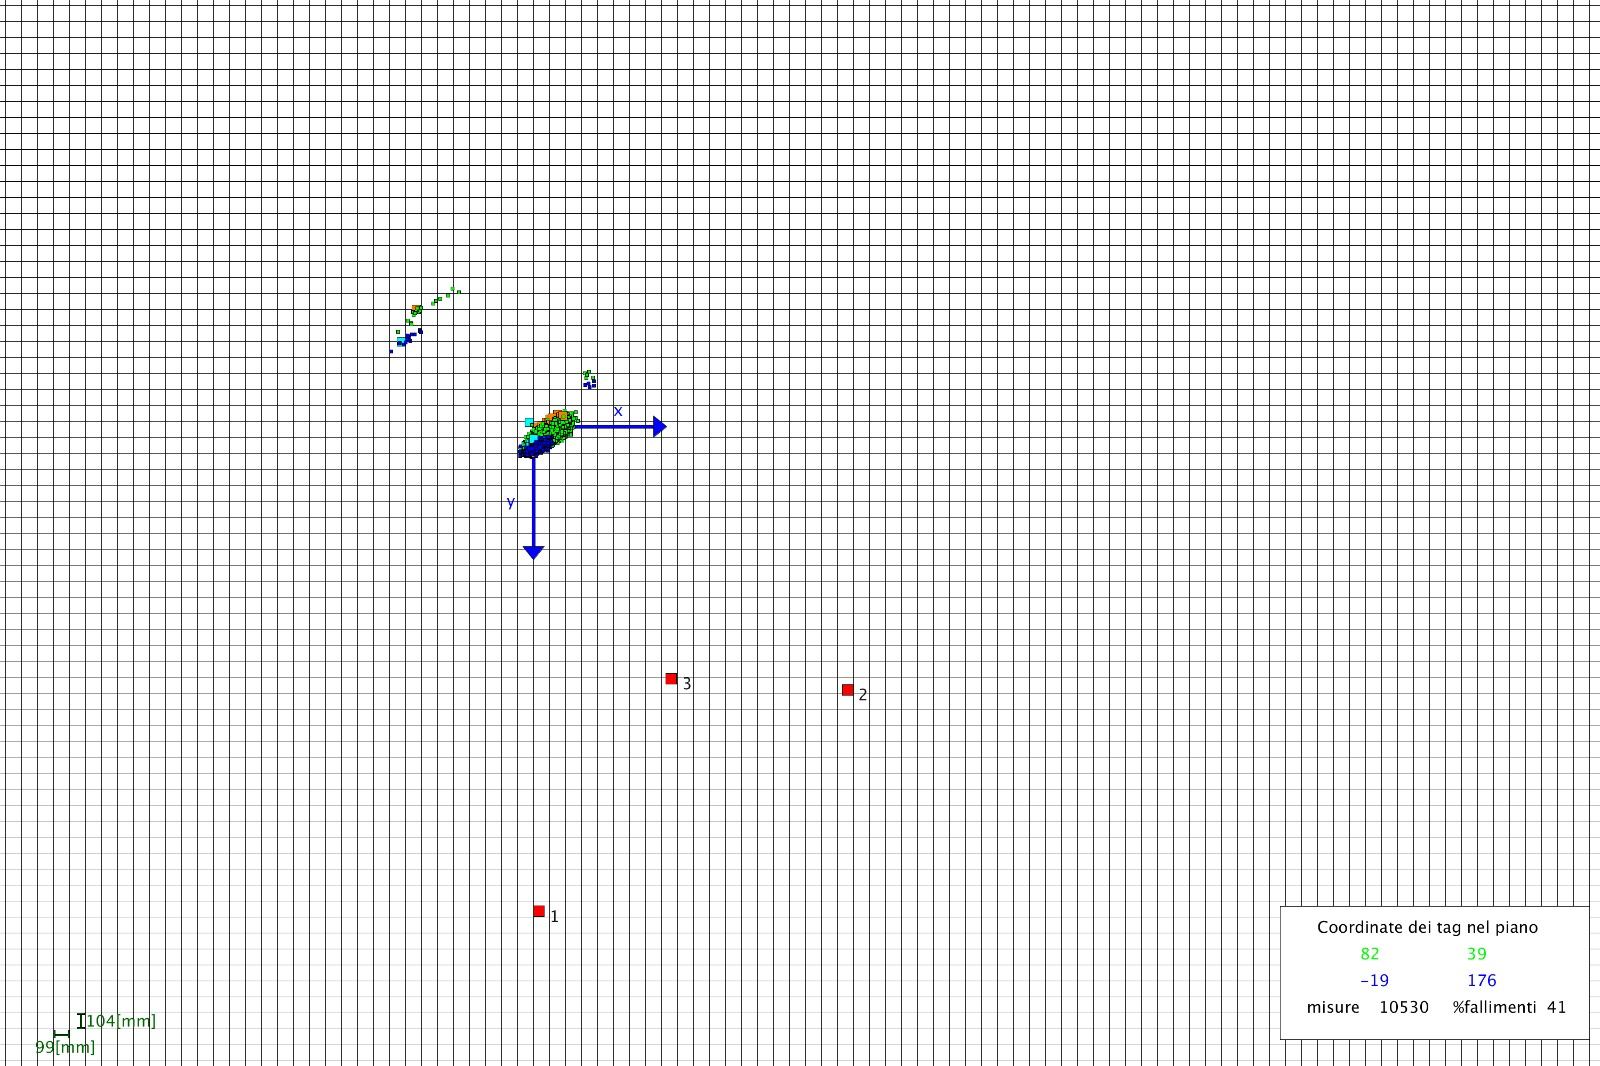 x
y
3
2
1
Coordinate dei tag nel piano
82 39
-19 176
misure 10530 %fallimenti 41
104[mm]
99[mm]